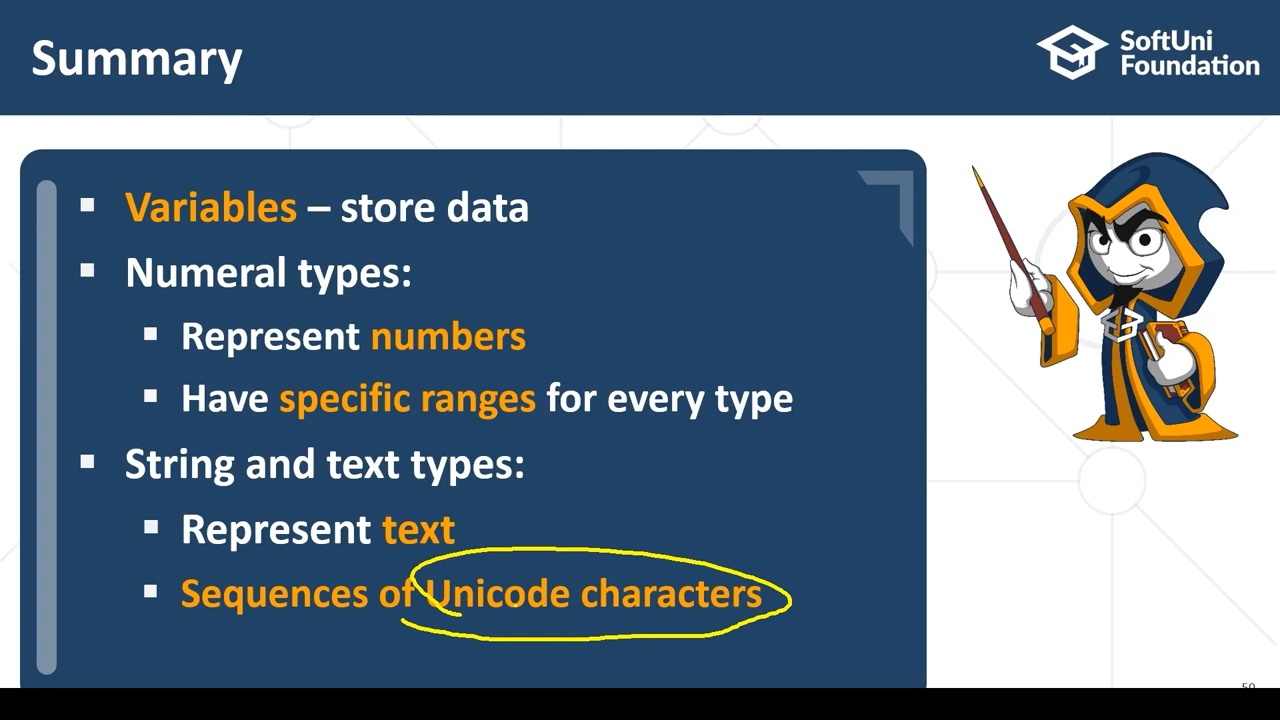 Summary
SoftUni
Foundation
▪ Variables – store data
▪ Numeral types:
▪ Represent numbers
▪ Have specific ranges for every type
▪ String and text types:
▪ Represent text
▪ Sequences of Unicode characters